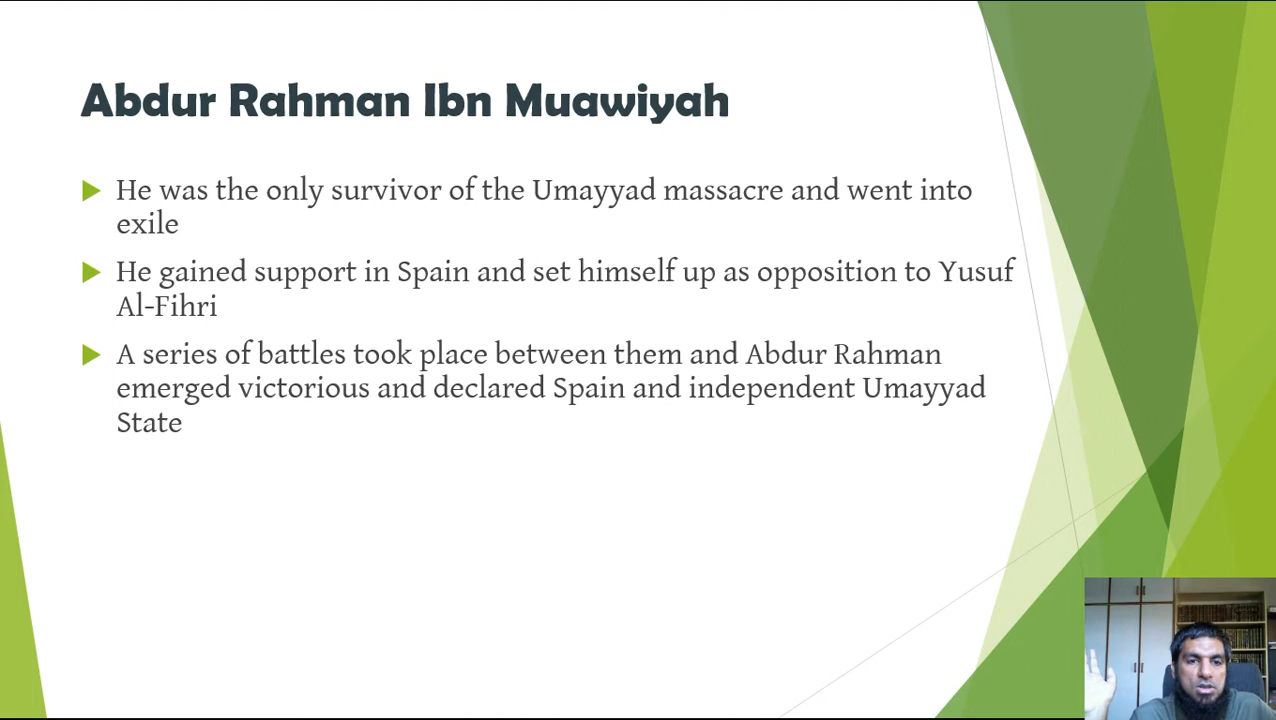 Abdur Rahman Ibn Muawiyah
He was the only survivor of the Umayyad massacre and went into
exile
He gained support in Spain and set himself up as opposition to Yusuf
Al-Fihri
A series of battles took place between them and Abdur Rahman
emerged victorious and declared Spain and independent Umayyad
State